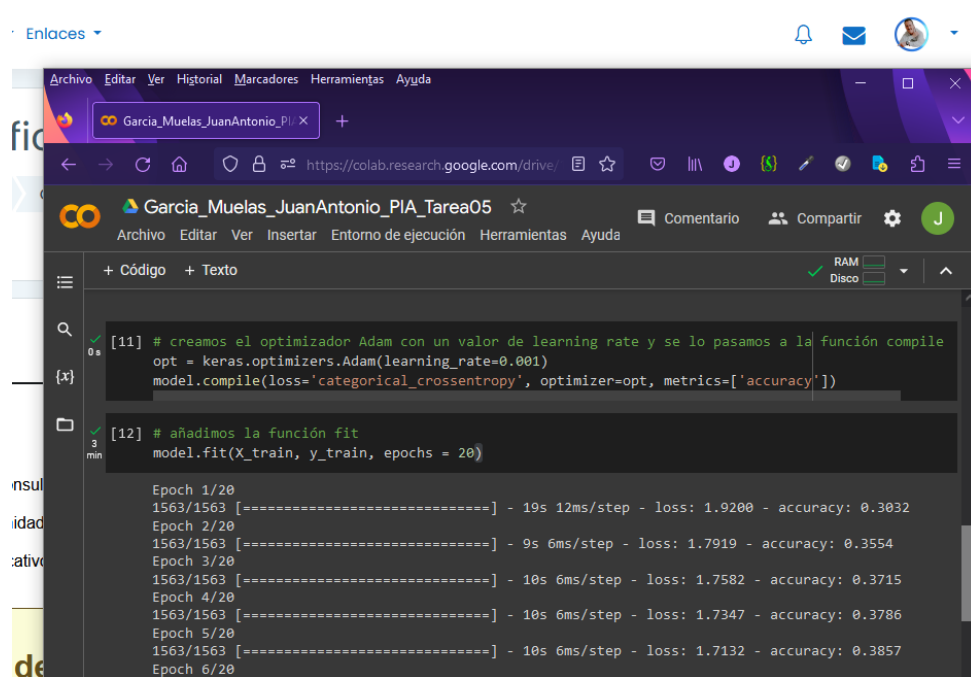 Enlaces
Archivo Editar Ver Historial Marcadores Herramientas Ayuda
fic
Garcia_Muelas_JuanAntonio_PIA
https://colab.research.google.com/drive/
Garcia_Muelas_JuanAntonio_PIA_Tarea05
Comentario Compartir J
Archivo Editar Ver Insertar Entorno de ejecución Herramientas Ayuda
+ Código + Texto
RAM
Disco
[11] # creamos el optimizador Adam con un valor de learning rate y se lo pasamos a la función compile
0 s
opt = keras.optimizers.Adam(learning_rate=0.001)
{x}
model.compile(loss='categorical_crossentropy', optimizer=opt, metrics=['accuracy'])
[12] # añadimos la función fit
3
min
model.fit(X_train, y_train, epochs = 20)
nsul
Epoch 1/20
1563/1563 [==============================] - 19s 12ms/step - loss: 1.9200 - accuracy: 0.3032
idad
Epoch 2/20
1563/1563 [==============================] - 9s 6ms/step - loss: 1.7919 - accuracy: 0.3554
cativo
Epoch 3/20
1563/1563 [==============================] - 10s 6ms/step - loss: 1.7582 - accuracy: 0.3715
Epoch 4/20
1563/1563 [==============================] - 10s 6ms/step - loss: 1.7347 - accuracy: 0.3786
Epoch 5/20
1563/1563 [==============================] - 10s 6ms/step - loss: 1.7132 - accuracy: 0.3857
de
Epoch 6/20